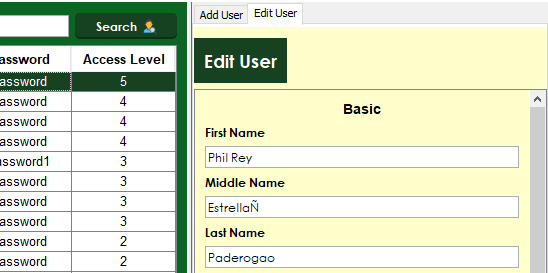 Search
assword
Access Level
assword
5
assword
4
assword
4
assword
4
assword1
3
assword
3
assword
3
assword
3
assword
2
assword
2
Add User
Edit User
Edit User
Basic
First Name
Phil Rey
Middle Name
EstrellaÑ
Last Name
Paderogao